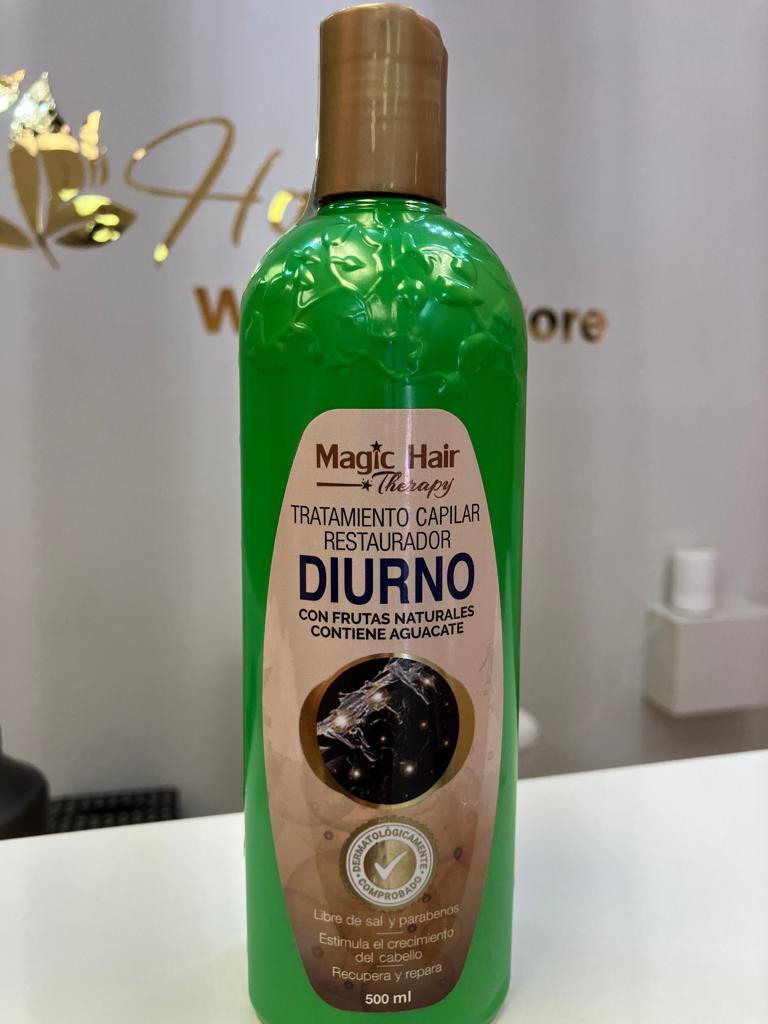 Magic Hair
Therapy
TRATAMIENTO CAPILAR
RESTAURADOR
DIURNO
CON FRUTAS NATURALES
CONTIENE AGUACATE
DERMATOLÓGICAMENTE
COMPROBADO
Libre de sal y parabenos
Estimula el crecimiento
del cabello
Recupera y repara
500 ml